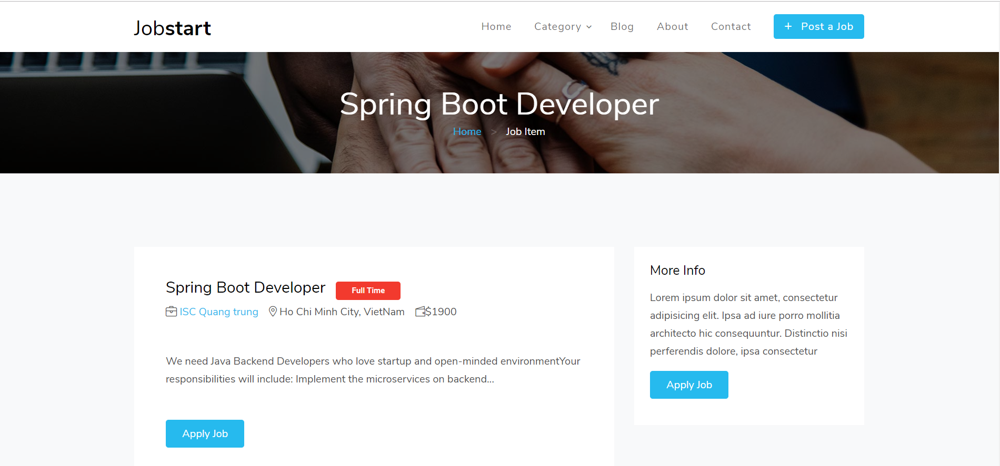 Jobstart
Home Category Blog About Contact + Post a Job
Spring Boot Developer
Home > Job Item
Spring Boot Developer Full Time
ISC Quang trung Ho Chi Minh City, VietNam $1900
We need Java Backend Developers who love startup and open-minded environmentYour
responsibilities will include: Implement the microservices on backend...
Apply Job
More Info
Lorem ipsum dolor sit amet, consectetur
adipisicing elit. Ipsa ad iure porro mollitia
architecto hic consequuntur. Distinctio nisi
perferendis dolore, ipsa consectetur
Apply Job